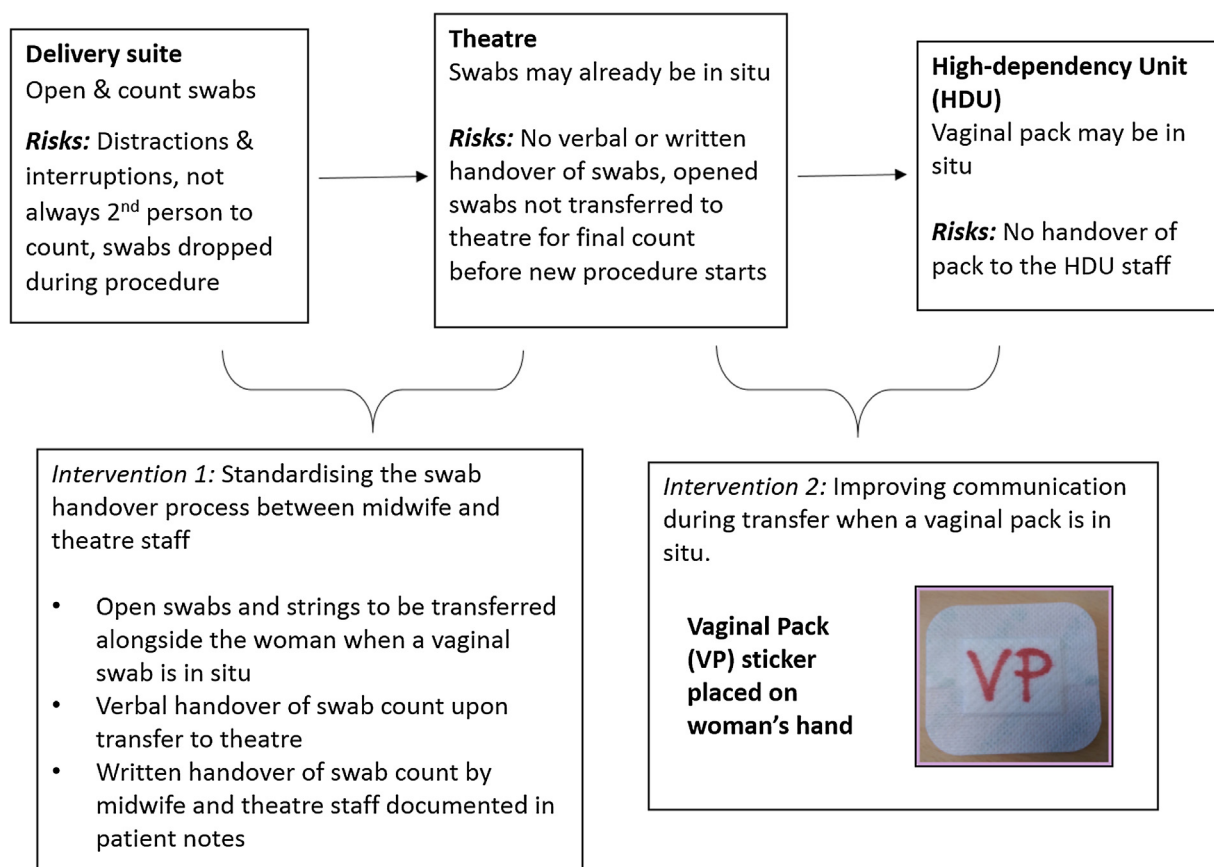 Delivery suite
Open & count swabs
Risks: Distractions &
interruptions, not
always 2nd person to
count, swabs dropped
during procedure
Theatre
Swabs may already be in situ
Risks: No verbal or written
handover of swabs, opened
swabs not transferred to
theatre for final count
before new procedure starts
High-dependency Unit
(HDU)
Vaginal pack may be in
situ
Risks: No handover of
pack to the HDU staff
Intervention 1: Standardising the swab
handover process between midwife and
theatre staff
• Open swabs and strings to be transferred
alongside the woman when a vaginal
swab is in situ
• Verbal handover of swab count upon
transfer to theatre
• Written handover of swab count by
midwife and theatre staff documented in
patient notes
Intervention 2: Improving communication
during transfer when a vaginal pack is in
situ.
Vaginal Pack
(VP) sticker
placed on
woman's hand
VP